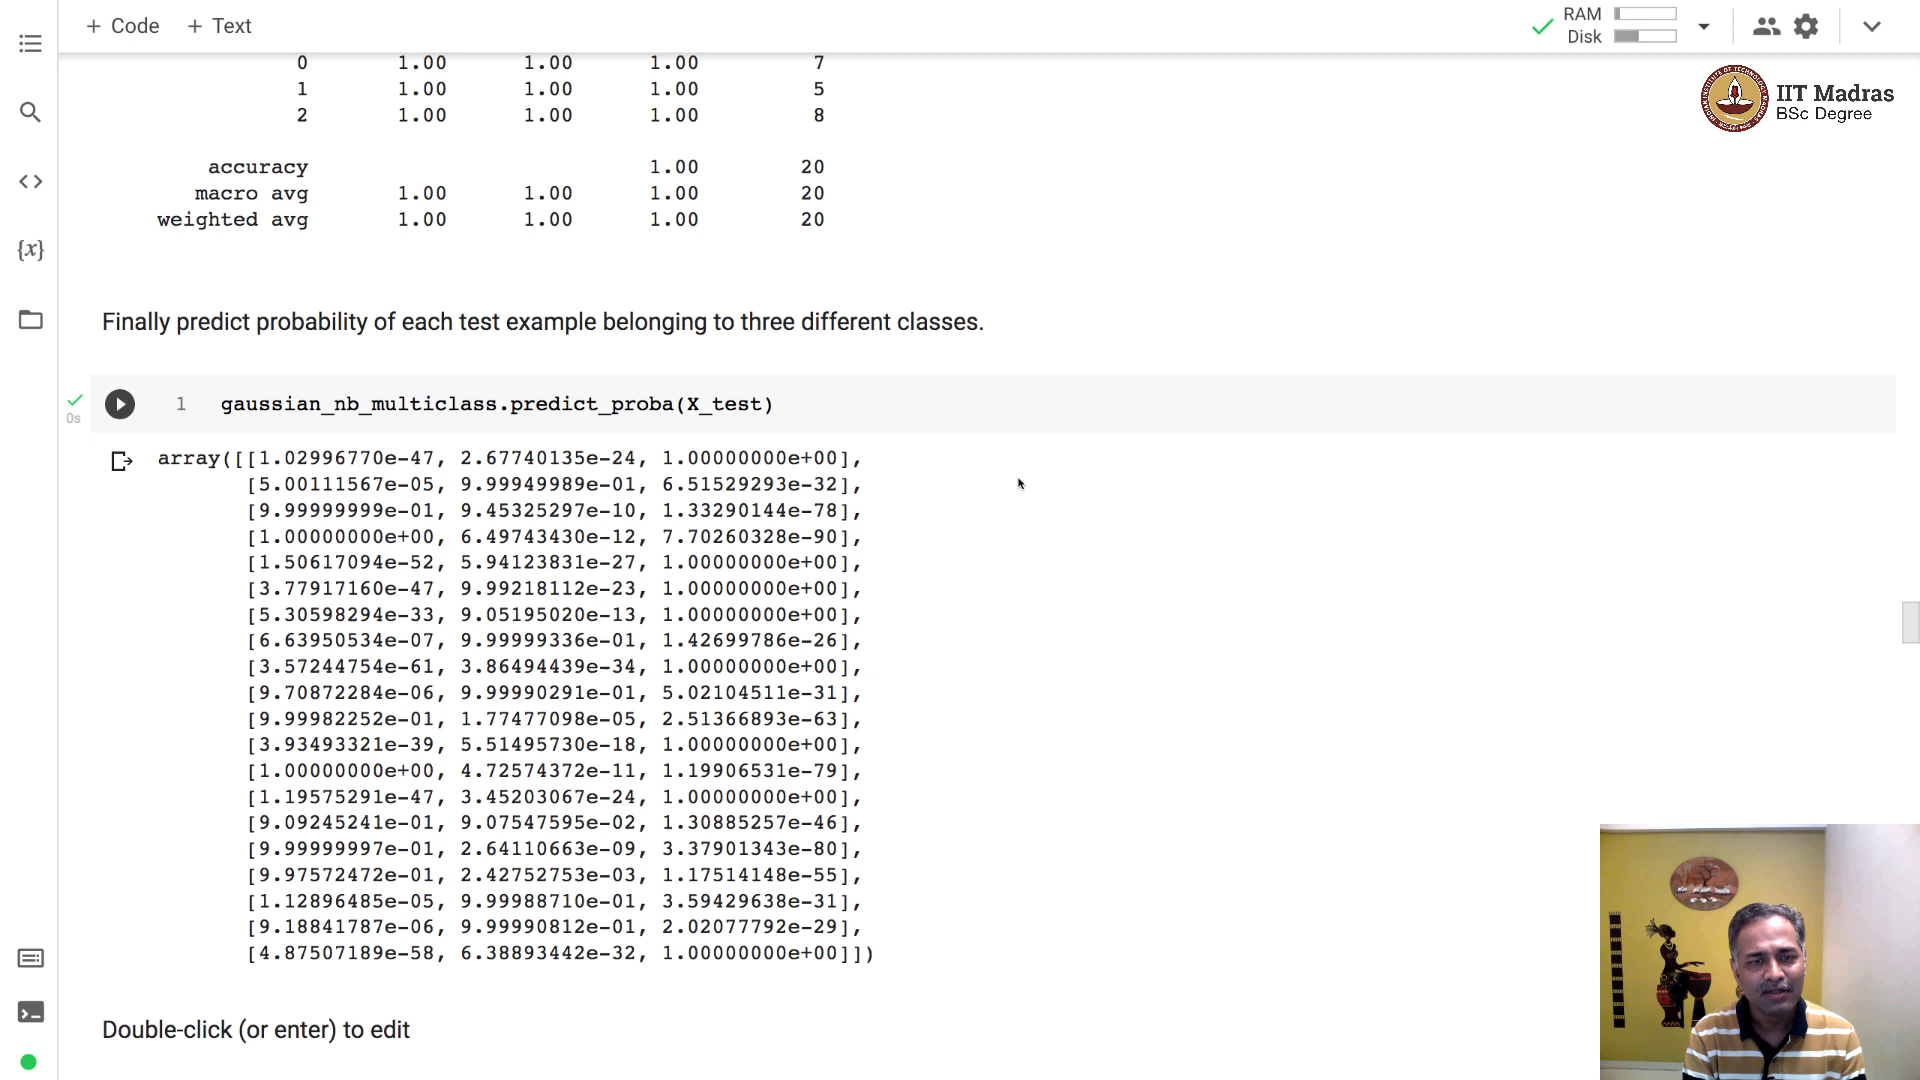 + Code + Text
RAM
Disk
IIT Madras
BSc Degree
0 1.00 1.00 1.00 7
1 1.00 1.00 1.00 5
2 1.00 1.00 1.00 8
accuracy 1.00 20
macro avg 1.00 1.00 1.00 20
weighted avg 1.00 1.00 1.00 20
{x}
Finally predict probability of each test example belonging to three different classes.
0s
1 gaussian_nb_multiclass.predict_proba(X_test)
array([[1.02996770e-47, 2.67740135e-24, 1.00000000e+00],
[5.00111567e-05, 9.99949989e-01, 6.51529293e-32],
[9.99999999e-01, 9.45325297e-10, 1.33290144e-78],
[1.00000000e+00, 6.49743430e-12, 7.70260328e-90],
[1.50617094e-52, 5.94123831e-27, 1.00000000e+00],
[3.77917160e-47, 9.99218112e-23, 1.00000000e+00],
[5.30598294e-33, 9.05195020e-13, 1.00000000e+00],
[6.63950534e-07, 9.99999336e-01, 1.42699786e-26],
[3.57244754e-61, 3.86494439e-34, 1.00000000e+00],
[9.70872284e-06, 9.99990291e-01, 5.02104511e-31],
[9.99982252e-01, 1.77477098e-05, 2.51366893e-63],
[3.93493321e-39, 5.51495730e-18, 1.00000000e+00],
[1.00000000e+00, 4.72574372e-11, 1.19906531e-79],
[1.19575291e-47, 3.45203067e-24, 1.00000000e+00],
[9.09245241e-01, 9.07547595e-02, 1.30885257e-46],
[9.99999997e-01, 2.64110663e-09, 3.37901343e-80],
[9.97572472e-01, 2.42752753e-03, 1.17514148e-55],
[1.12896485e-05, 9.99988710e-01, 3.59429638e-31],
[9.18841787e-06, 9.99990812e-01, 2.02077792e-29],
[4.87507189e-58, 6.38893442e-32, 1.00000000e+00]])
Double-click (or enter) to edit